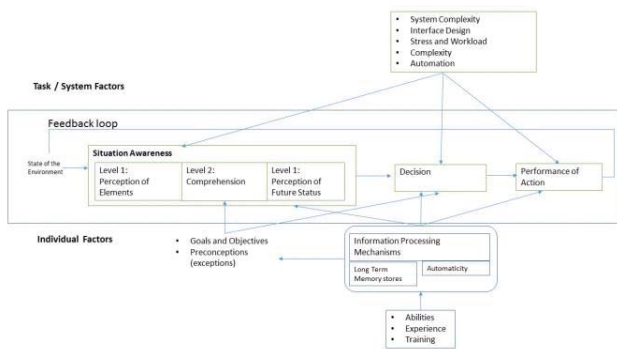 • System Complexity
• Interface Design
• Stress and Workload
• Complexity
• Automation
Task / System Factors
Feedback loop
State of the
Environment
Situation Awareness
Level 1:
Perception of
Elements
Level 2:
Comprehension
Level 1:
Perception of
Future Status
Decision
Performance of
Action
Individual Factors
• Goals and Objectives
• Preconceptions
(exceptions)
Information Processing
Mechanisms
Long Term
Memory stores
Automaticity
• Abilities
• Experience
• Training